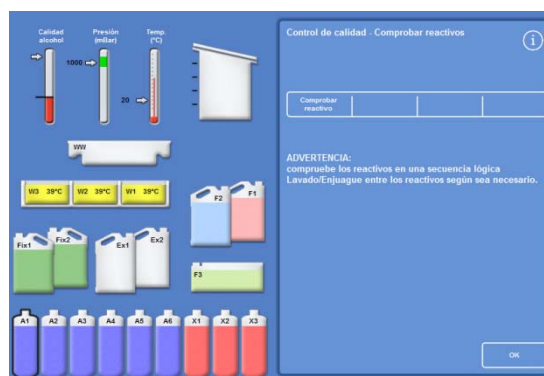 Calidad alcohol
Presión (mBar)
Temp. (°C)
1000
20
WW
W3 39°C
W2 39°C
W1 39°C
F2
F1
Fix1
Fix2
Ex1
Ex2
F3
A1
A2
A3
A4
A5
A6
X1
X2
X3
Control de calidad - Comprobar reactivos
i
Comprobar
reactivo
ADVERTENCIA:
compruebe los reactivos en una secuencia lógica
Lavado/Enjuague entre los reactivos según sea necesario.
OK